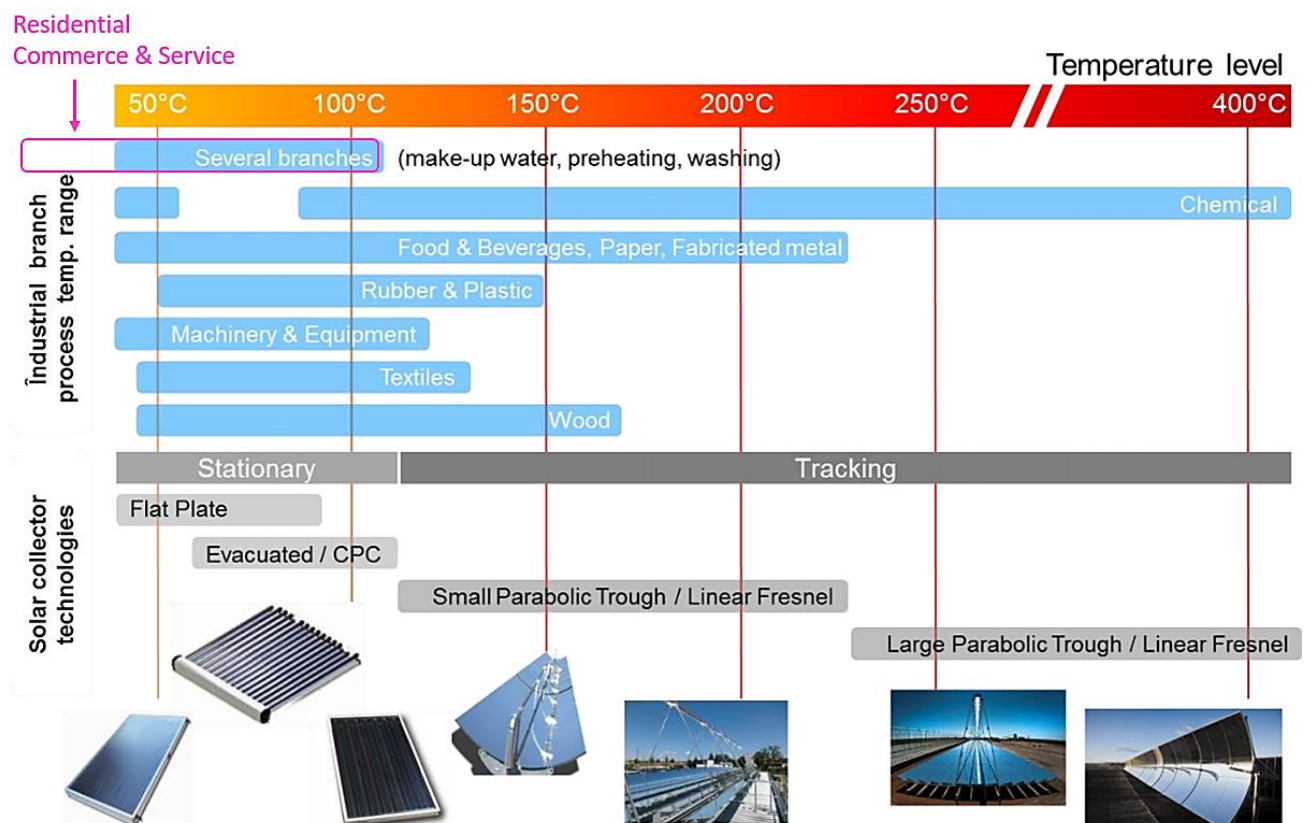 Residential
Commerce & Service
Temperature level
50°C 100°C 150°C 200°C 250°C 400°C
Several branches (make-up water, preheating, washing)
Chemical
Food & Beverages, Paper, Fabricated metal
Rubber & Plastic
Machinery & Equipment
Textiles
Wood
Îndustrial branch
process temp. range
Stationary Tracking
Flat Plate
Evacuated / CPC
Small Parabolic Trough / Linear Fresnel
Large Parabolic Trough / Linear Fresnel
Solar collector
technologies